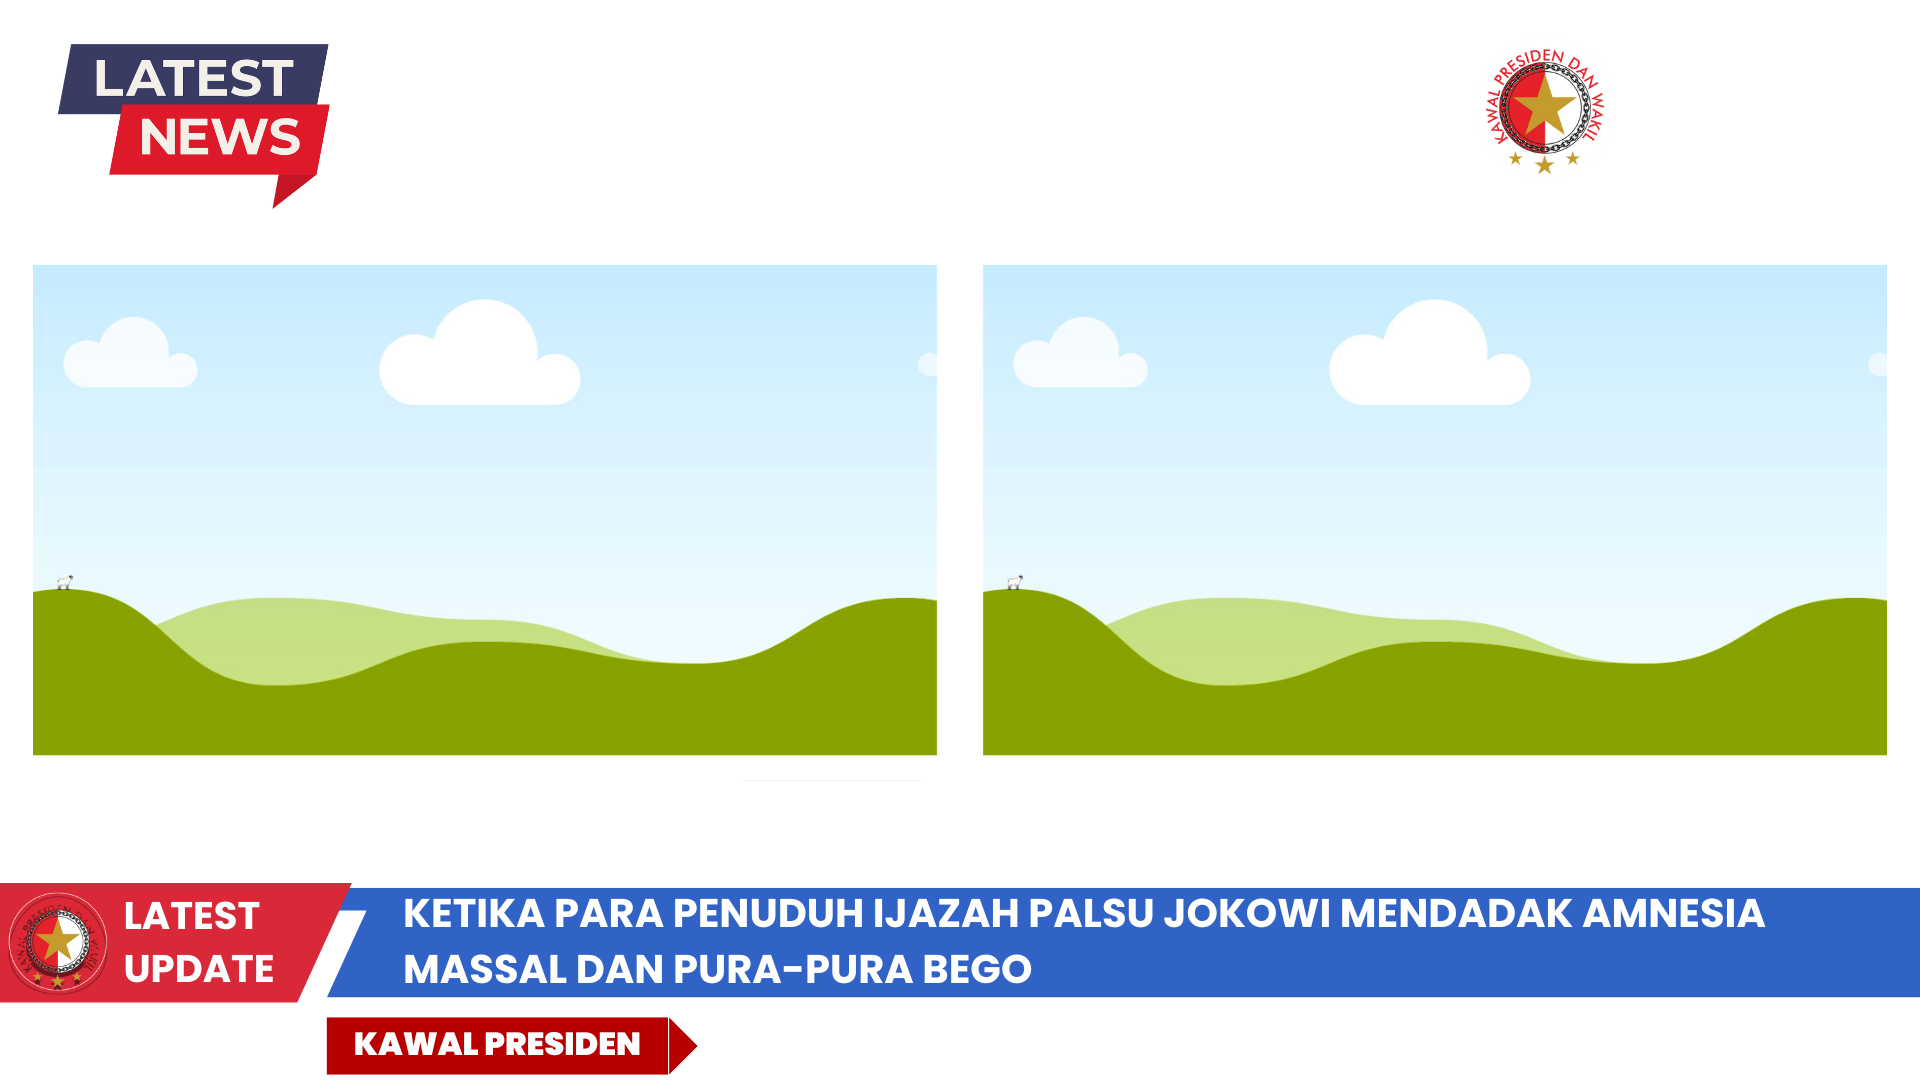 LATEST
NEWS
KAWAL PRESIDEN DAN WAKIL
LATEST
UPDATE
KETIKA PARA PENUDUH IJAZAH PALSU JOKOWI MENDADAK AMNESIA
MASSAL DAN PURA-PURA BEGO
KAWAL PRESIDEN